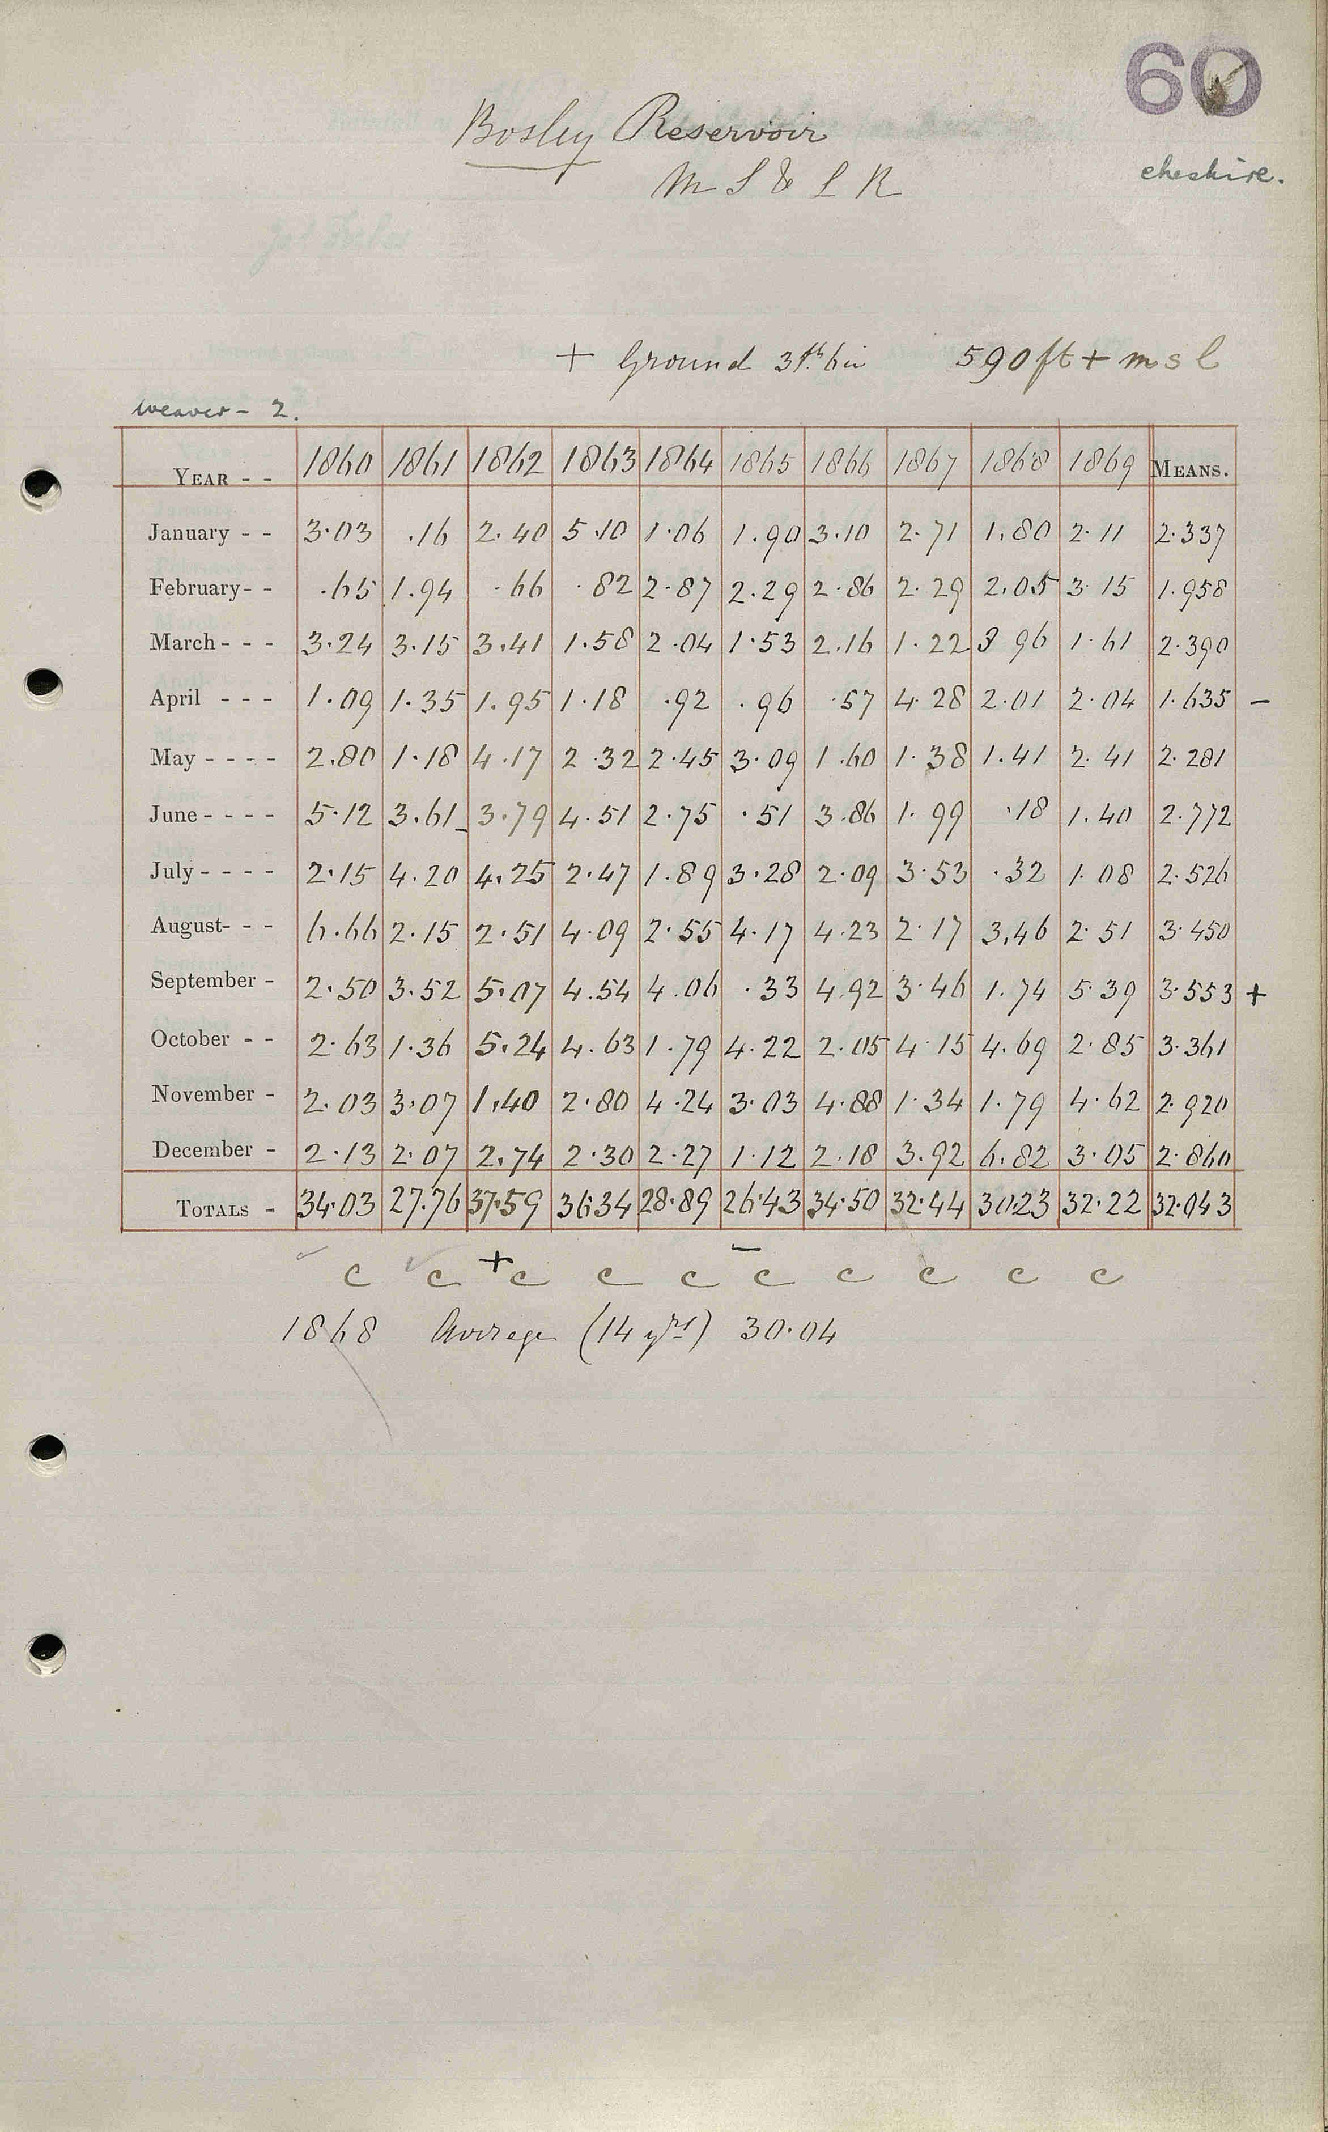 60
Bosley Reservoir
M S & L R
cheshire.
+ Ground 3ft. 6in 590ft + m s l
weaver - 2.
YEAR - - 1860 1861 1862 1863 1864 1865 1866 1867 1868 1869 MEANS.
January - - 3.03 .16 2.40 5.10 1.06 1.90 3.10 2.71 1.80 2.11 2.337
February - - .65 1.94 .66 .82 2.87 2.29 2.86 2.29 2.05 3.15 1.958
March - - - 3.24 3.15 3.41 1.58 2.04 1.53 2.16 1.22 3 96 1.61 2.390
April - - - 1.09 1.35 1.95 1.18 .92 .96 .57 4.28 2.01 2.04 1.635 -
May - - - - 2.80 1.18 4.17 2.32 2.45 3.09 1.60 1.38 1.41 2.41 2.281
June - - - - 5.12 3.61 3.79 4.51 2.75 .51 3.86 1.99 .18 1.40 2.772
July - - - - 2.15 4.20 4.25 2.47 1.89 3.28 2.09 3.53 .32 1.08 2.526
August - - - 6.66 2.15 2.51 4.09 2.55 4.17 4.23 2.17 3.46 2.51 3.450
September - 2.50 3.52 5.07 4.54 4.06 .33 4.92 3.46 1.74 5.39 3.553 +
October - - 2.63 1.36 5.24 4.63 1.79 4.22 2.05 4.15 4.69 2.85 3.361
November - 2.03 3.07 1.40 2.80 4.24 3.03 4.88 1.34 1.79 4.62 2.920
December - 2.13 2.07 2.74 2.30 2.27 1.12 2.18 3.92 6.82 3.05 2.860
TOTALS - 34.03 27.76 37.59 36.34 28.89 26.43 34.50 32.44 30.23 32.22 32.043
c c + c c c - c c c c c
1868 Average (14 yrs) 30.04